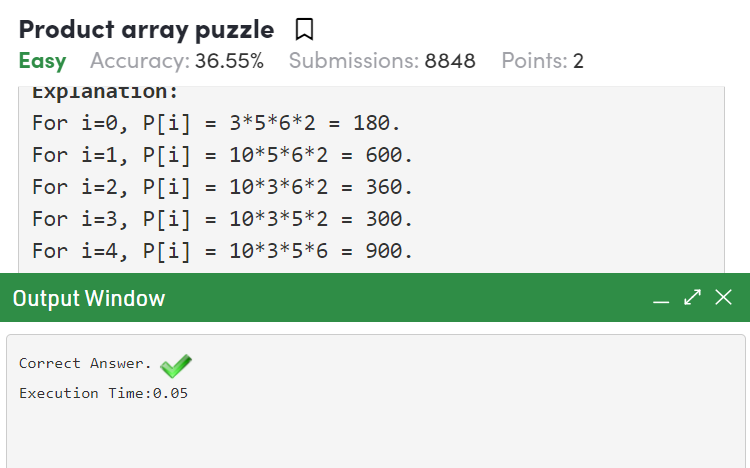 Product array puzzle
Easy Accuracy: 36.55% Submissions: 8848 Points: 2
Explanation:
For i=0, P[i] = 3*5*6*2 = 180.
For i=1, P[i] = 10*5*6*2 = 600.
For i=2, P[i] = 10*3*6*2 = 360.
For i=3, P[i] = 10*3*5*2 = 300.
For i=4, P[i] = 10*3*5*6 = 900.
Output Window
Correct Answer.
Execution Time:0.05